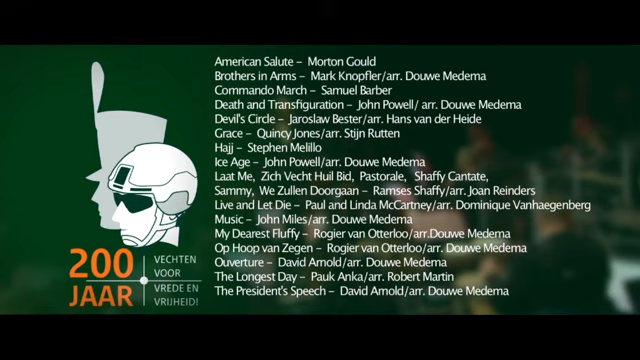 American Salute – Morton Gould
Brothers in Arms – Mark Knopfler/arr. Douwe Medema
Commando March – Samuel Barber
Death and Transfiguration – John Powell/ arr. Douwe Medema
Devil's Circle – Jaroslaw Bester/arr. Hans van der Heide
Grace – Quincy Jones/arr. Stijn Rutten
Hajj – Stephen Melillo
Ice Age – John Powell/arr. Douwe Medema
Laat Me, Zich Vecht Huil Bid, Pastorale, Shaffy Cantate,
Sammy, We Zullen Doorgaan – Ramses Shaffy/arr. Joan Reinders
Live and Let Die – Paul and Linda McCartney/arr. Dominique Vanhaegenberg
Music – John Miles/arr. Douwe Medema
My Dearest Fluffy – Rogier van Otterloo/arr.Douwe Medema
Op Hoop van Zegen – Rogier van Otterloo/arr. Douwe Medema
Ouverture – David Arnold/arr. Douwe Medema
The Longest Day – Pauk Anka/arr. Robert Martin
The President's Speech – David Arnold/arr. Douwe Medema
200
JAAR
VECHTEN
VOOR
VREDE EN
VRIJHEID!